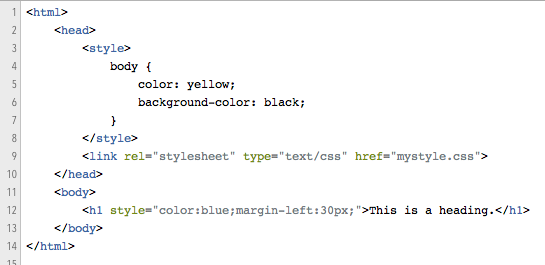 1 <html>
2 <head>
3 <style>
4 body {
5 color: yellow;
6 background-color: black;
7 }
8 </style>
9 <link rel="stylesheet" type="text/css" href="mystyle.css">
10 </head>
11 <body>
12 <h1 style="color:blue;margin-left:30px;">This is a heading.</h1>
13 </body>
14 </html>
15